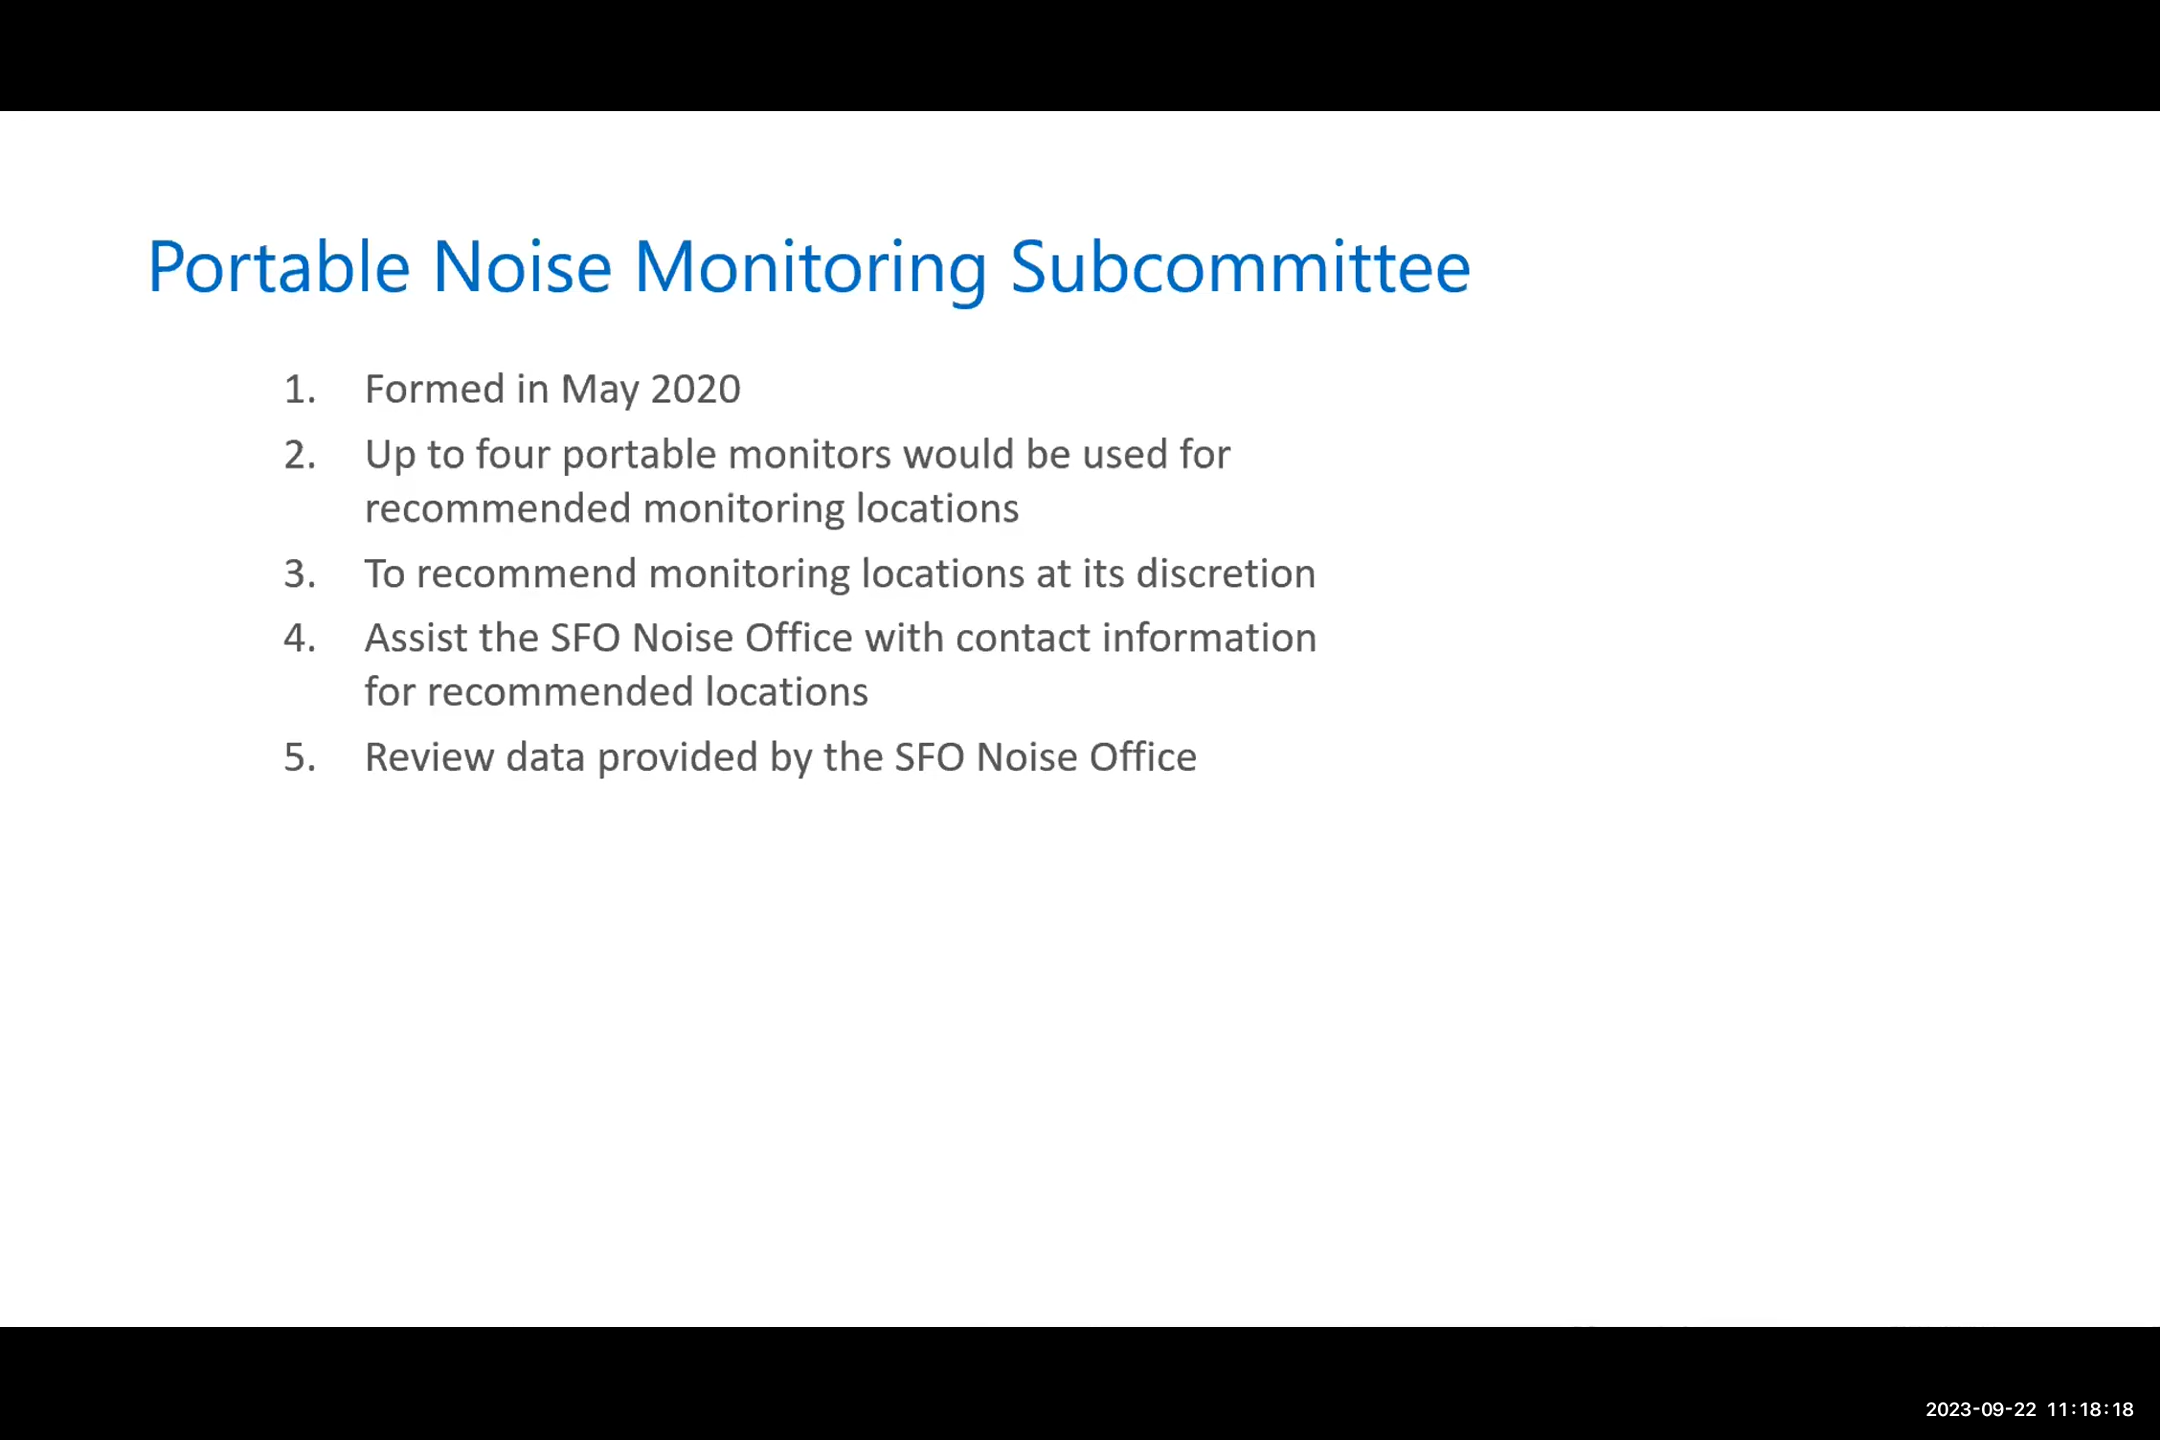 Portable Noise Monitoring Subcommittee
1. Formed in May 2020
2. Up to four portable monitors would be used for
recommended monitoring locations
3. To recommend monitoring locations at its discretion
4. Assist the SFO Noise Office with contact information
for recommended locations
5. Review data provided by the SFO Noise Office
2023-09-22 11:18:18